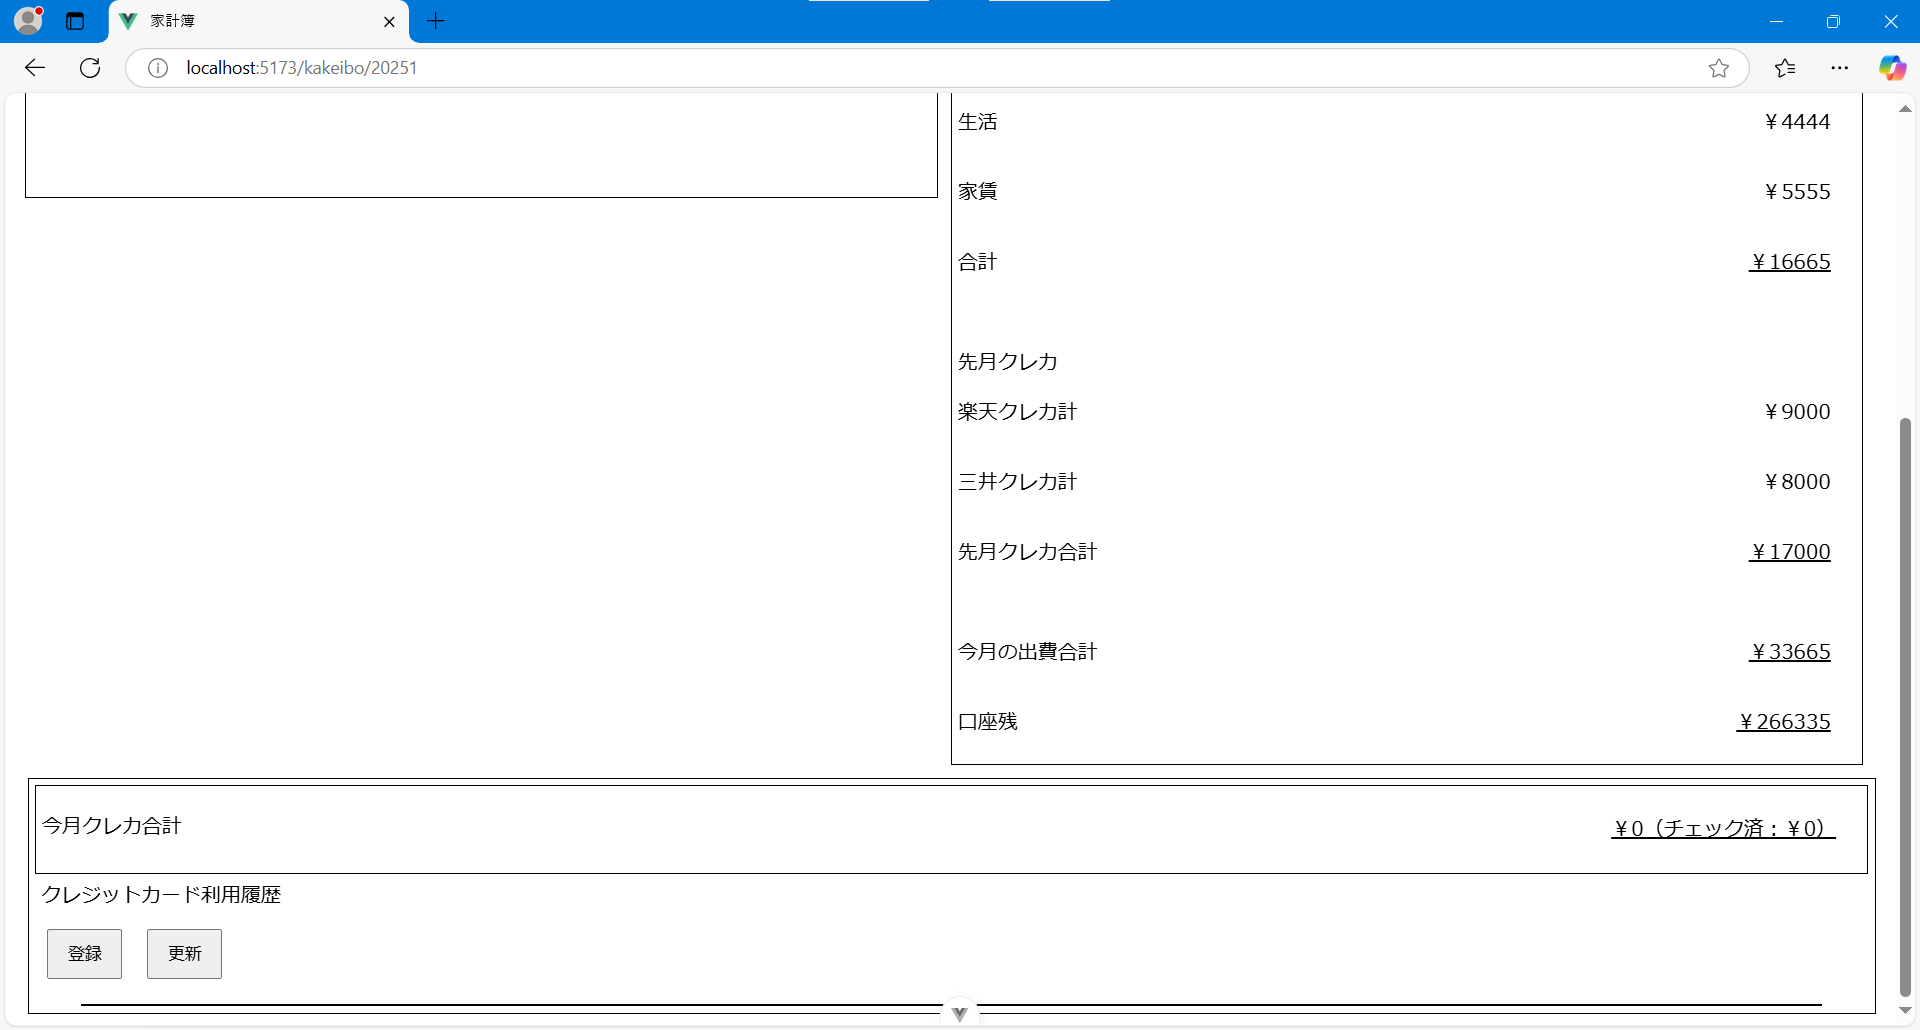 家計簿
localhost:5173/kakeibo/20251
生活 ¥4444
家賃 ¥5555
合計 ¥16665
先月クレカ
楽天クレカ計 ¥9000
三井クレカ計 ¥8000
先月クレカ合計 ¥17000
今月の出費合計 ¥33665
口座残 ¥266335
今月クレカ合計 ¥0（チェック済：¥0）
クレジットカード利用履歴
登録 更新